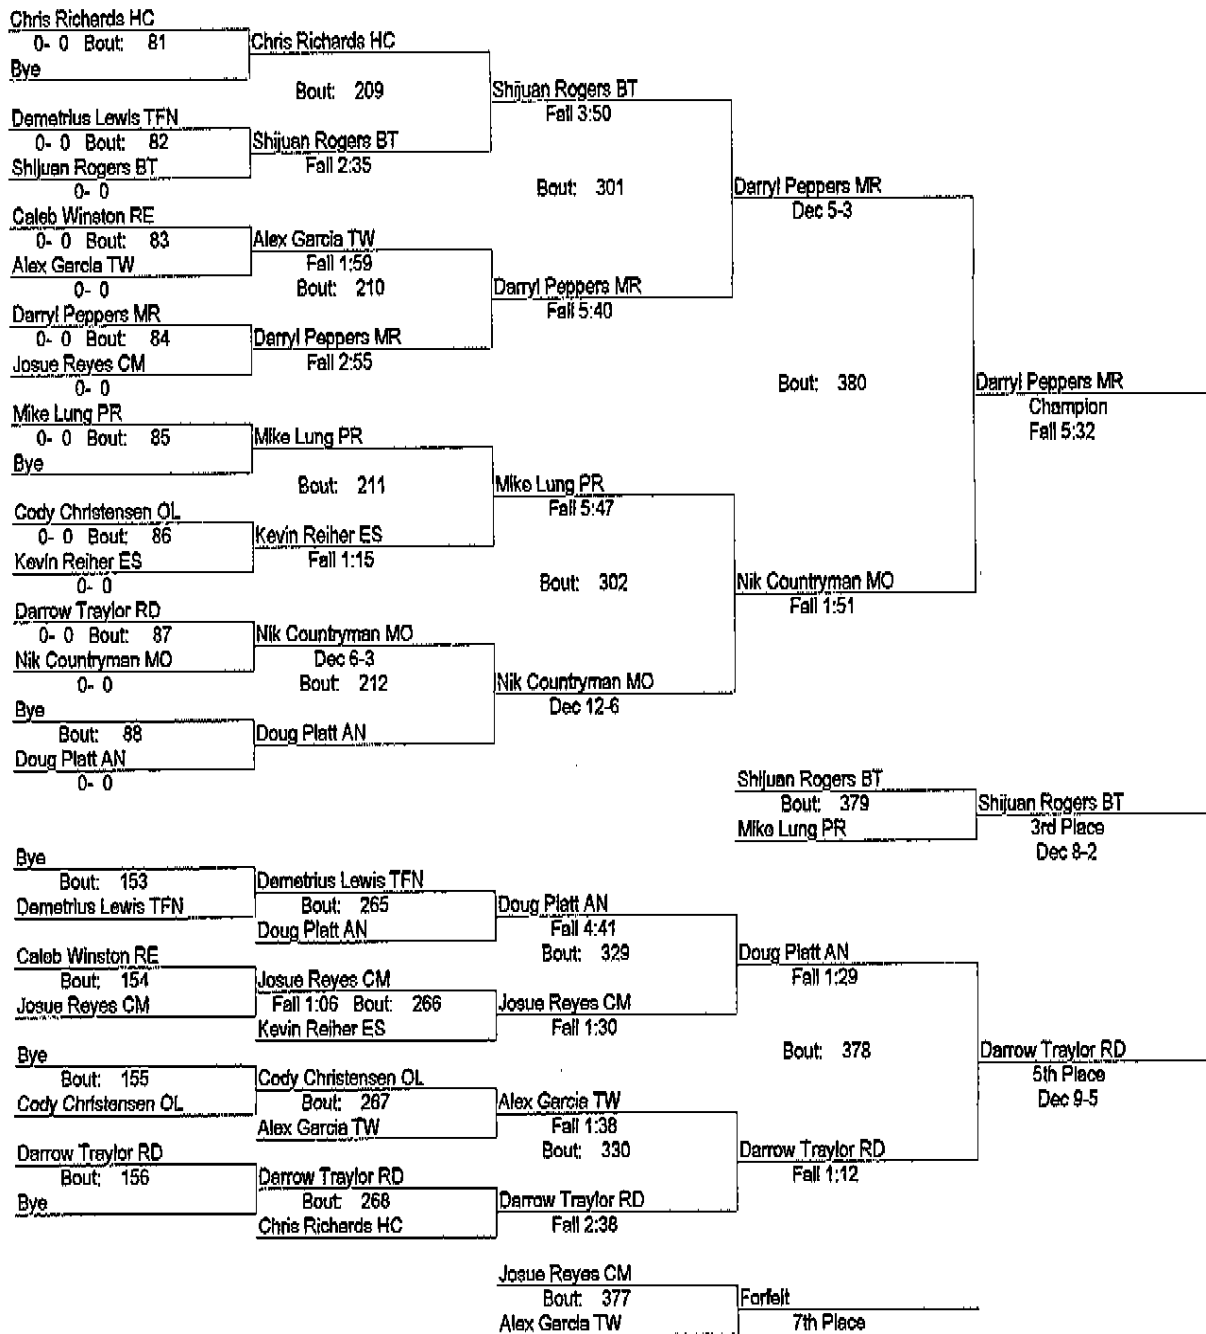 Chris Richards HC
0- 0 Bout: 81
Bye
Chris Richards HC
Bout: 209
Demetrius Lewis TFN
0- 0 Bout: 82
Shijuan Rogers BT
0- 0
Shijuan Rogers BT
Fall 2:35
Shijuan Rogers BT
Fall 3:50
Bout: 301
Caleb Winston RE
0- 0 Bout: 83
Alex Garcia TW
0- 0
Alex Garcia TW
Fall 1:59
Bout: 210
Darryl Peppers MR
0- 0 Bout: 84
Josue Reyes CM
0- 0
Darryl Peppers MR
Fall 2:55
Darryl Peppers MR
Fall 5:40
Darryl Peppers MR
Dec 5-3
Bout: 380
Darryl Peppers MR
Champion
Fall 5:32
Mike Lung PR
0- 0 Bout: 85
Bye
Mike Lung PR
Bout: 211
Cody Christensen OL
0- 0 Bout: 86
Kevin Reiher ES
0- 0
Kevin Reiher ES
Fall 1:15
Mike Lung PR
Fall 5:47
Bout: 302
Darrow Traylor RD
0- 0 Bout: 87
Nik Countryman MO
0- 0
Nik Countryman MO
Dec 6-3
Bout: 212
Bye
Bout: 88
Doug Platt AN
0- 0
Doug Platt AN
Nik Countryman MO
Dec 12-6
Nik Countryman MO
Fall 1:51
Shijuan Rogers BT
Bout: 379
Mike Lung PR
Shijuan Rogers BT
3rd Place
Dec 8-2
Bye
Bout: 153
Demetrius Lewis TFN
Demetrius Lewis TFN
Bout: 265
Doug Platt AN
Doug Platt AN
Fall 4:41
Bout: 329
Caleb Winston RE
Bout: 154
Josue Reyes CM
Josue Reyes CM
Fall 1:06 Bout: 266
Kevin Reiher ES
Josue Reyes CM
Fall 1:30
Doug Platt AN
Fall 1:29
Bout: 378
Bye
Bout: 155
Cody Christensen OL
Cody Christensen OL
Bout: 267
Alex Garcia TW
Alex Garcia TW
Fall 1:38
Bout: 330
Darrow Traylor RD
Bout: 156
Bye
Darrow Traylor RD
Bout: 268
Chris Richards HC
Darrow Traylor RD
Fall 2:38
Darrow Traylor RD
Fall 1:12
Darrow Traylor RD
5th Place
Dec 9-5
Josue Reyes CM
Bout: 377
Alex Garcia TW
Forfeit
7th Place